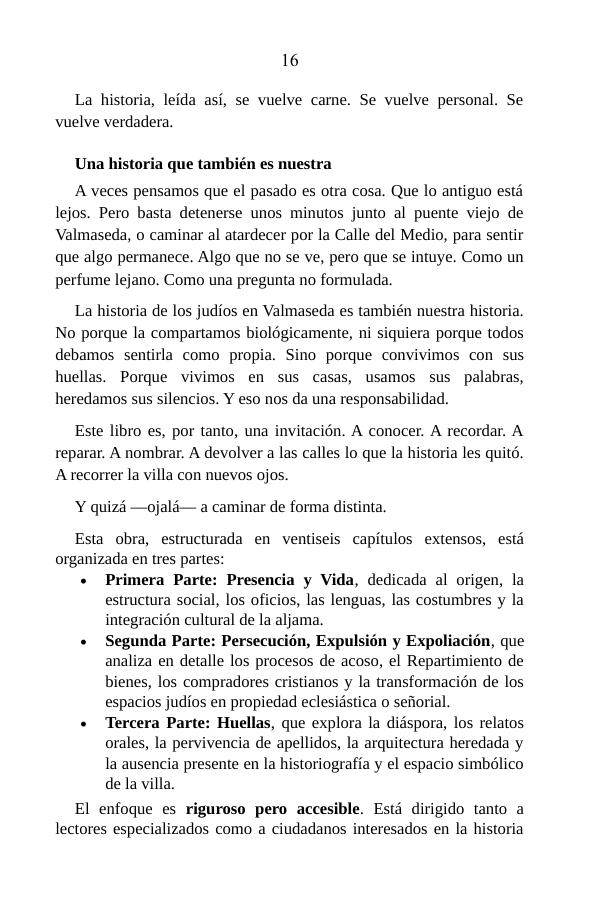 16
La historia, leída así, se vuelve carne. Se vuelve personal. Se
vuelve verdadera.
Una historia que también es nuestra
A veces pensamos que el pasado es otra cosa. Que lo antiguo está
lejos. Pero basta detenerse unos minutos junto al puente viejo de
Valmaseda, o caminar al atardecer por la Calle del Medio, para sentir
que algo permanece. Algo que no se ve, pero que se intuye. Como un
perfume lejano. Como una pregunta no formulada.
La historia de los judíos en Valmaseda es también nuestra historia.
No porque la compartamos biológicamente, ni siquiera porque todos
debamos sentirla como propia. Sino porque convivimos con sus
huellas. Porque vivimos en sus casas, usamos sus palabras,
heredamos sus silencios. Y eso nos da una responsabilidad.
Este libro es, por tanto, una invitación. A conocer. A recordar. A
reparar. A nombrar. A devolver a las calles lo que la historia les quitó.
A recorrer la villa con nuevos ojos.
Y quizá —ojalá— a caminar de forma distinta.
Esta obra, estructurada en ventiseis capítulos extensos, está
organizada en tres partes:
• Primera Parte: Presencia y Vida, dedicada al origen, la
estructura social, los oficios, las lenguas, las costumbres y la
integración cultural de la aljama.
• Segunda Parte: Persecución, Expulsión y Expoliación, que
analiza en detalle los procesos de acoso, el Repartimiento de
bienes, los compradores cristianos y la transformación de los
espacios judíos en propiedad eclesiástica o señorial.
• Tercera Parte: Huellas, que explora la diáspora, los relatos
orales, la pervivencia de apellidos, la arquitectura heredada y
la ausencia presente en la historiografía y el espacio simbólico
de la villa.
El enfoque es riguroso pero accesible. Está dirigido tanto a
lectores especializados como a ciudadanos interesados en la historia